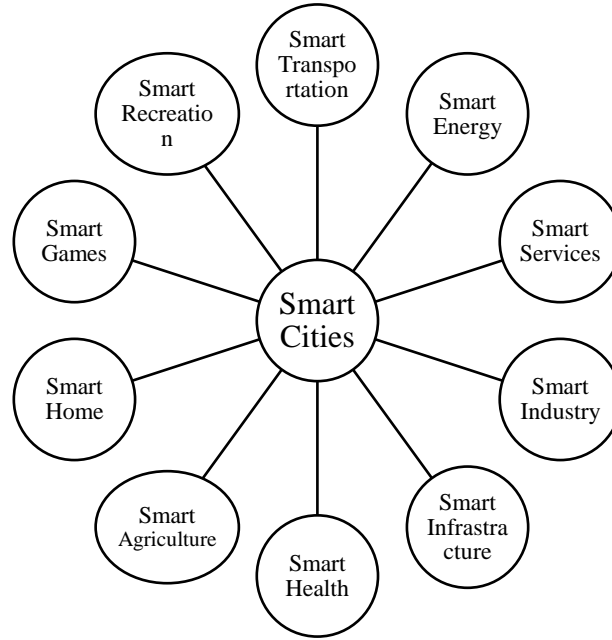 Smart
Transpo
rtation
Smart
Energy
Smart
Services
Smart
Industry
Smart
Infrastra
cture
Smart
Health
Smart
Agriculture
Smart
Home
Smart
Games
Smart
Recreatio
n
Smart
Cities